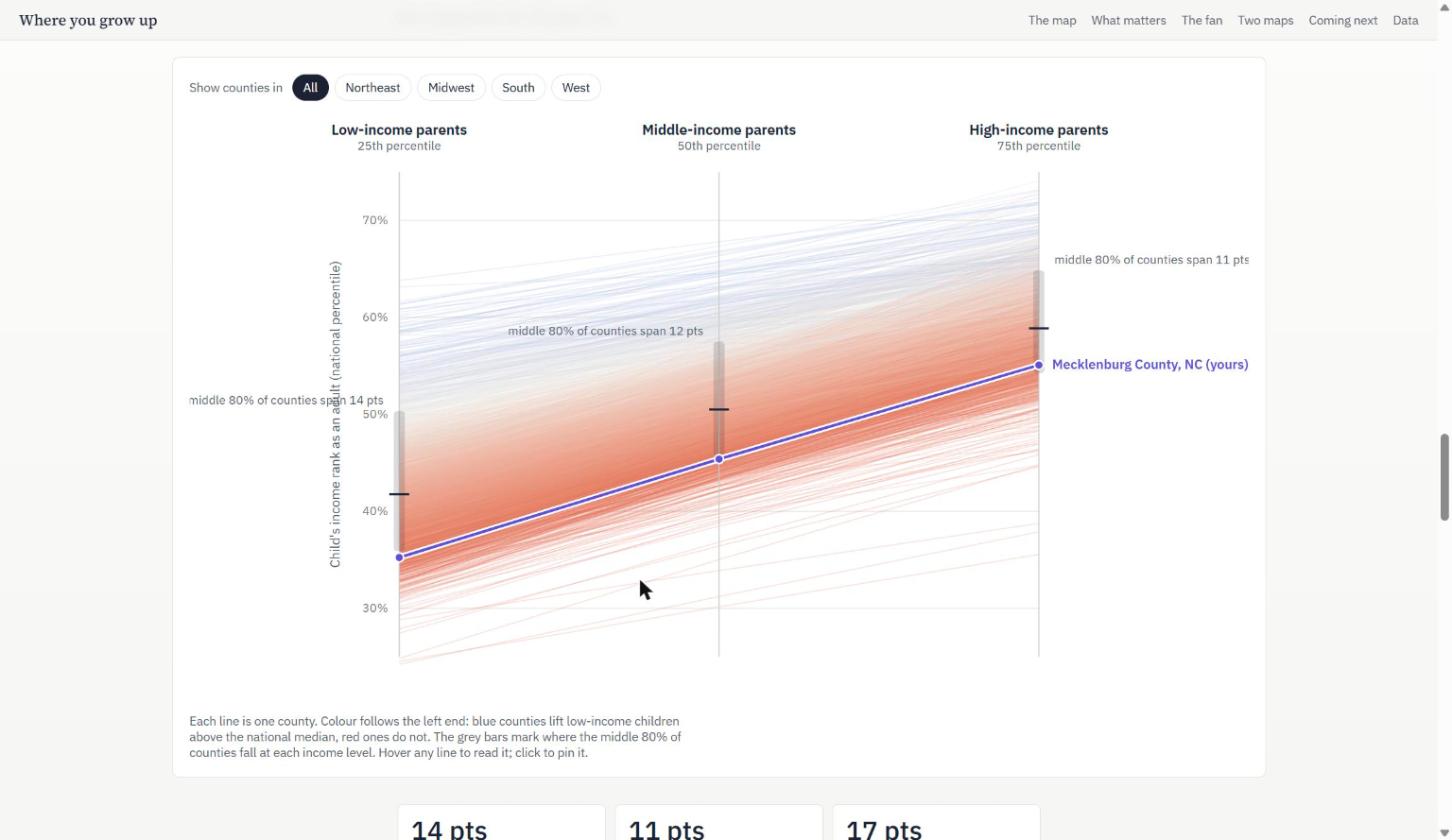 Where you grow up
The map
What matters
The fan
Two maps
Coming next
Data
Show counties in
All
Northeast
Midwest
South
West
Low-income parents
25th percentile
Middle-income parents
50th percentile
High-income parents
75th percentile
70%
60%
50%
40%
30%
Child's income rank as an adult (national percentile)
middle 80% of counties span 14 pts
middle 80% of counties span 12 pts
middle 80% of counties span 11 pts
Mecklenburg County, NC (yours)
Each line is one county. Colour follows the left end: blue counties lift low-income children
above the national median, red ones do not. The grey bars mark where the middle 80% of
counties fall at each income level. Hover any line to read it; click to pin it.
14 pts
11 pts
17 pts